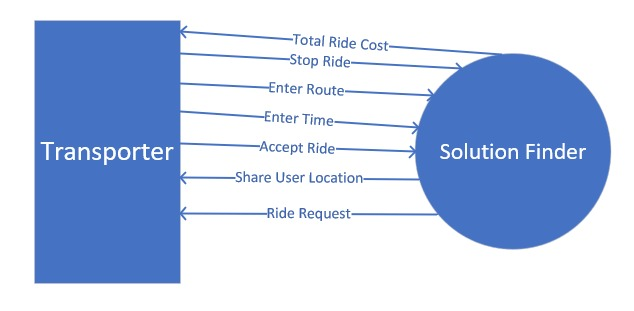 Total Ride Cost
Stop Ride
Enter Route
Enter Time
Transporter
Accept Ride
Solution Finder
Share User Location
Ride Request